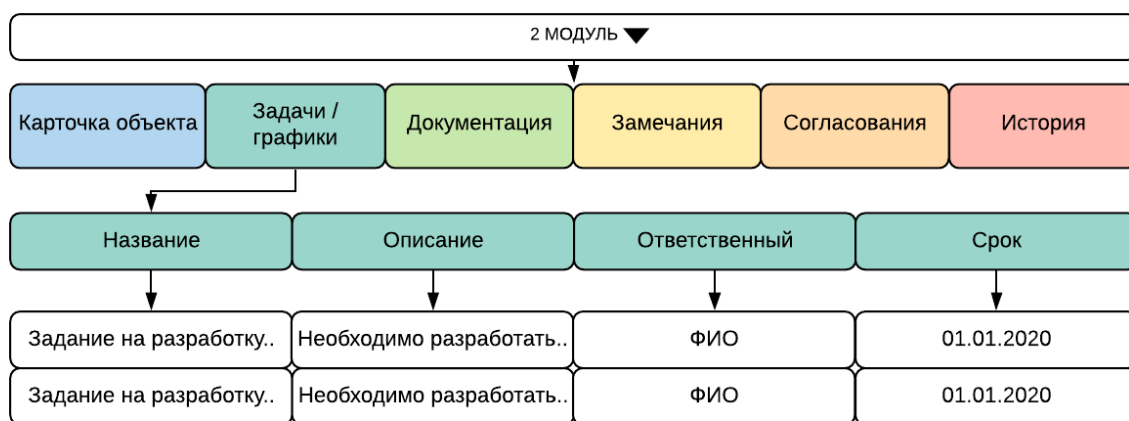 2 МОДУЛЬ
Карточка объекта
Задачи /
графики
Документация
Замечания
Согласования
История
Название
Описание
Ответственный
Срок
Задание на разработку..
Необходимо разработать..
ФИО
01.01.2020
Задание на разработку..
Необходимо разработать..
ФИО
01.01.2020